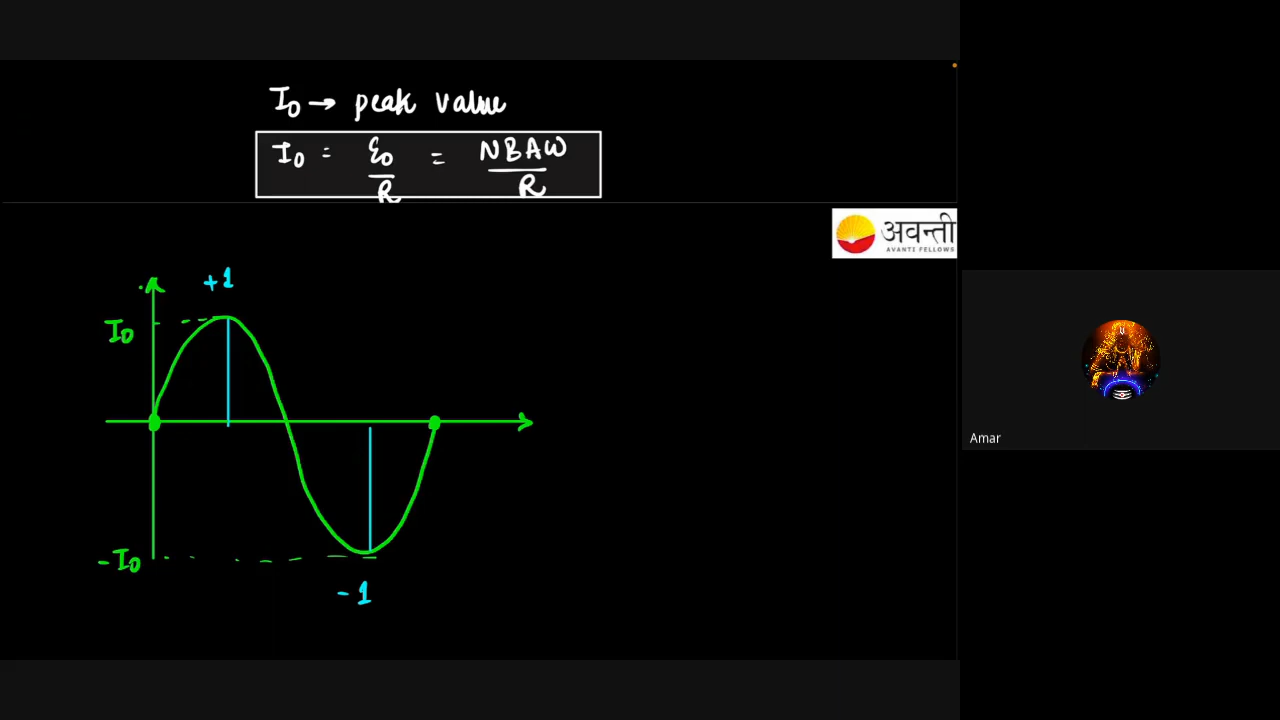 I₀ → peak value
I₀ = ε₀/R = NBAω/R
अवन्ती
AVANTI FELLOWS
+1
I₀
-I₀
-1
Amar